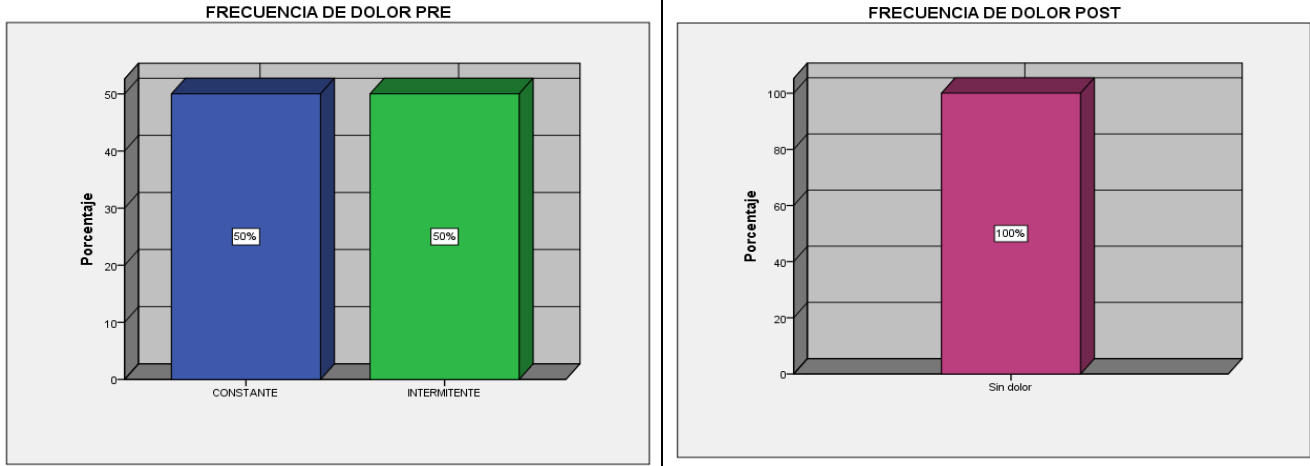 FRECUENCIA DE DOLOR PRE
Porcentaje
50
40
30
20
10
0
50%
50%
CONSTANTE
INTERMITENTE
FRECUENCIA DE DOLOR POST
Porcentaje
100
80
60
40
20
0
100%
Sin dolor